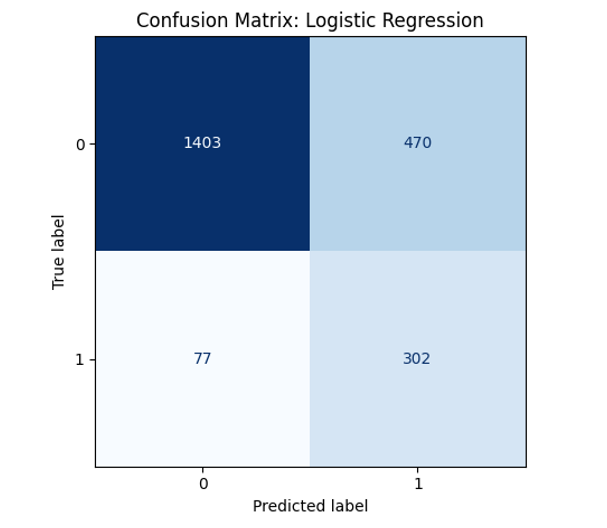 Confusion Matrix: Logistic Regression
0
1403
470
True label
1
77
302
0
1
Predicted label